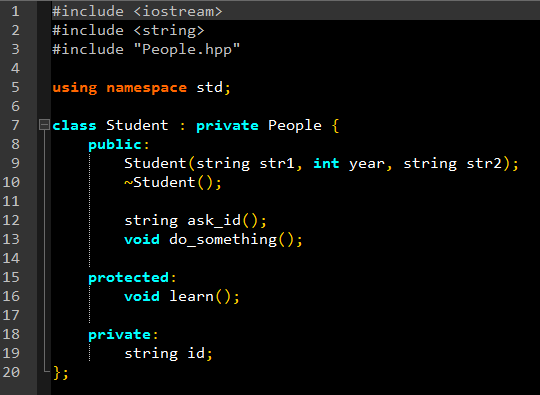 1 #include <iostream>
2 #include <string>
3 #include "People.hpp"
4
5 using namespace std;
6
7 class Student : private People {
8     public:
9         Student(string str1, int year, string str2);
10         ~Student();
11
12         string ask_id();
13         void do_something();
14
15     protected:
16         void learn();
17
18     private:
19         string id;
20 };